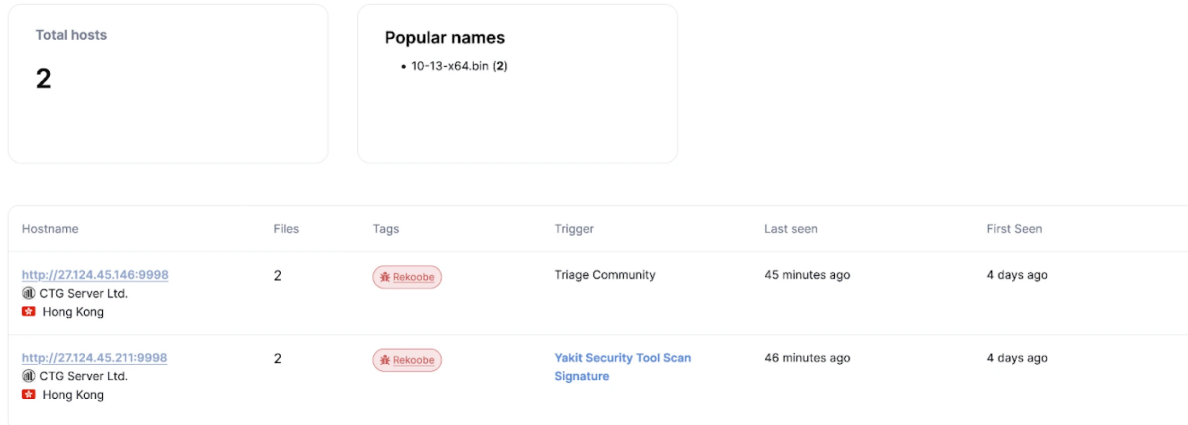 Total hosts
2
Popular names
• 10-13-x64.bin (2)
Hostname Files Tags Trigger Last seen First Seen
http://27.124.45.146:9998 2 Rekoobe Triage Community 45 minutes ago 4 days ago
CTG Server Ltd.
Hong Kong
http://27.124.45.211:9998 2 Rekoobe Yakit Security Tool Scan 46 minutes ago 4 days ago
CTG Server Ltd. Signature
Hong Kong